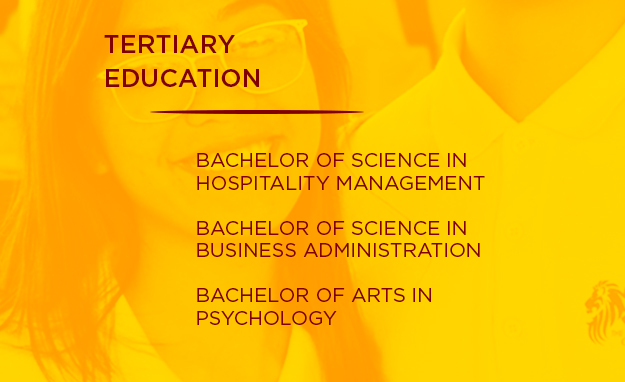 TERTIARY
EDUCATION
BACHELOR OF SCIENCE IN
HOSPITALITY MANAGEMENT
BACHELOR OF SCIENCE IN
BUSINESS ADMINISTRATION
BACHELOR OF ARTS IN
PSYCHOLOGY